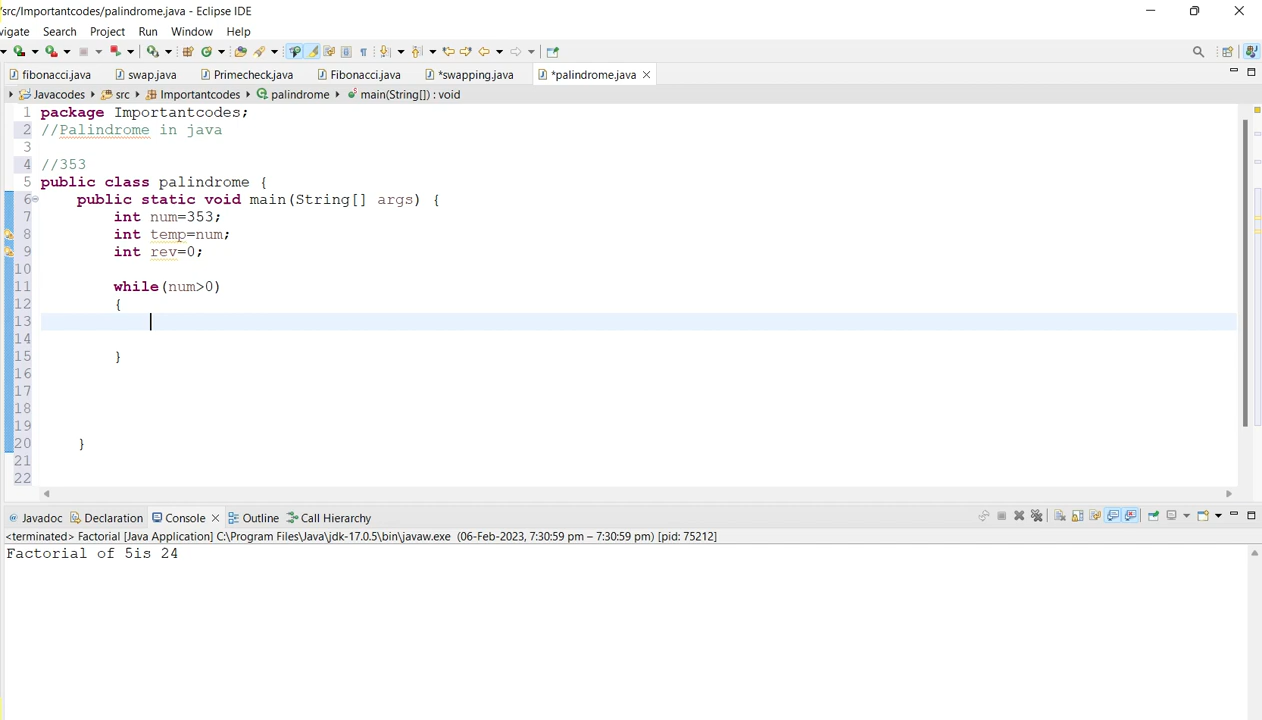 src/Importantcodes/palindrome.java - Eclipse IDE
vigate Search Project Run Window Help
fibonacci.java swap.java Primecheck.java Fibonacci.java *swapping.java *palindrome.java
Javacodes src Importantcodes palindrome main(String[]) : void
1 package Importantcodes;
2 //Palindrome in java
3
4 //353
5 public class palindrome {
6 public static void main(String[] args) {
7 int num=353;
8 int temp=num;
9 int rev=0;
10
11 while(num>0)
12 {
13
14
15 }
16
17
18
19
20 }
21
22
@ Javadoc Declaration Console Outline Call Hierarchy
<terminated> Factorial [Java Application] C:\Program Files\Java\jdk-17.0.5\bin\javaw.exe (06-Feb-2023, 7:30:59 pm – 7:30:59 pm) [pid: 75212]
Factorial of 5is 24